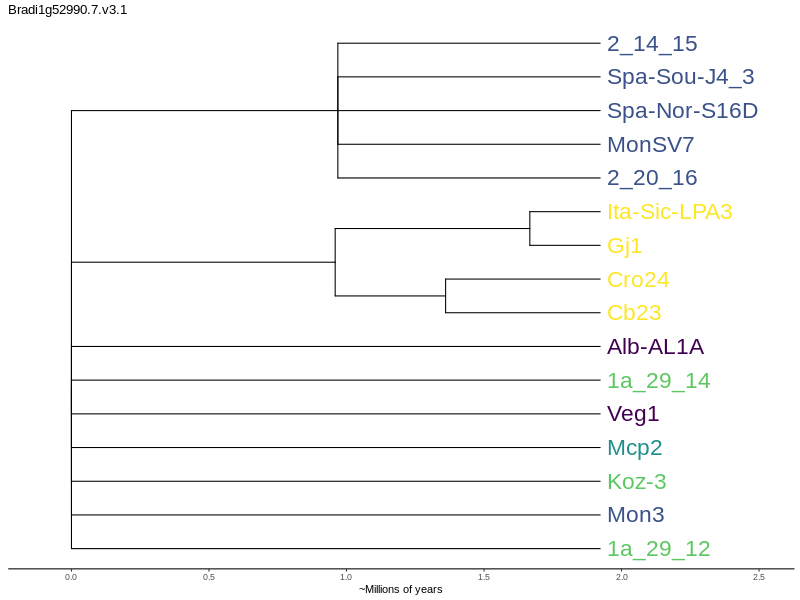 Bradi1g52990.7.v3.1
2_14_15
Spa-Sou-J4_3
Spa-Nor-S16D
MonSV7
2_20_16
Ita-Sic-LPA3
Gj1
Cro24
Cb23
Alb-AL1A
1a_29_14
Veg1
Mcp2
Koz-3
Mon3
1a_29_12
0.0 0.5 1.0 1.5 2.0 2.5
~Millions of years